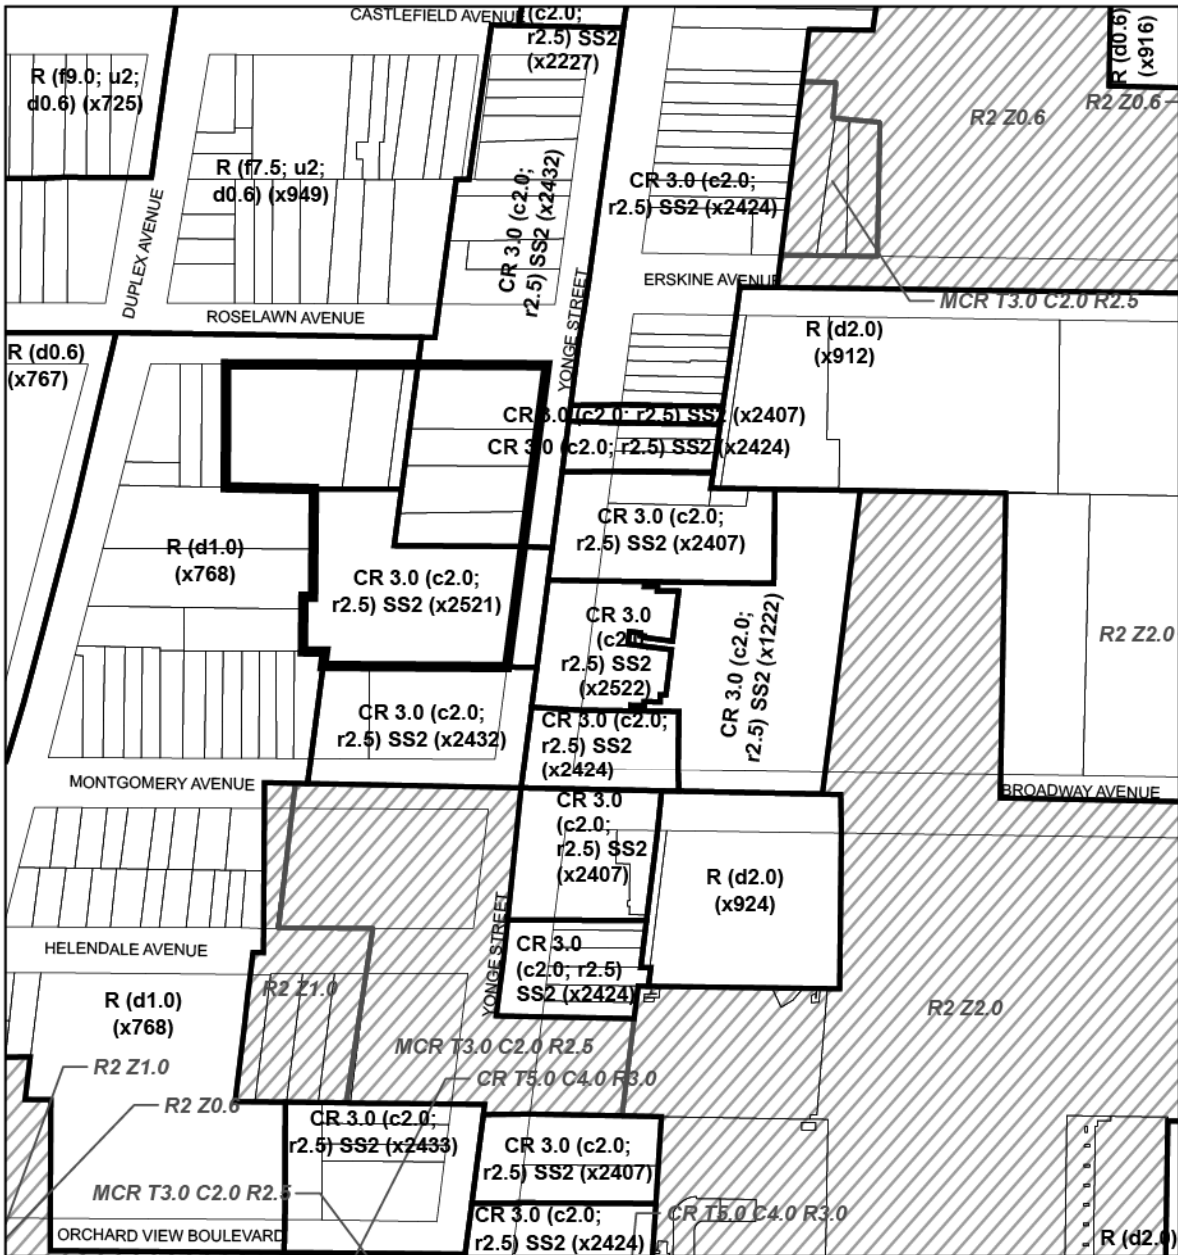 CASTLEFIELD AVENUE
(c2.0;
r2.5) SS2
(x2227)
R (d0.6)
(x916)
R (f9.0; u2;
d0.6) (x725)
R2 Z0.6
R2 Z0.6
R (f7.5; u2;
d0.6) (x949)
CR 3.0 (c2.0;
r2.5) SS2 (x2432)
CR 3.0 (c2.0;
r2.5) SS2 (x2424)
DUPLEX AVENUE
ERSKINE AVENUE
MCR T3.0 C2.0 R2.5
ROSELAWN AVENUE
YONGE STREET
R (d2.0)
(x912)
R (d0.6)
(x767)
CR 3.0 (c2.0; r2.5) SS2 (x2407)
CR 3.0 (c2.0; r2.5) SS2 (x2424)
CR 3.0 (c2.0;
r2.5) SS2 (x2407)
R (d1.0)
(x768)
CR 3.0 (c2.0;
r2.5) SS2 (x2521)
CR 3.0
(c2.0;
r2.5) SS2
(x2522)
CR 3.0 (c2.0;
r2.5) SS2 (x1222)
R2 Z2.0
CR 3.0 (c2.0;
r2.5) SS2 (x2432)
CR 3.0 (c2.0;
r2.5) SS2
(x2424)
MONTGOMERY AVENUE
BROADWAY AVENUE
CR 3.0
(c2.0;
r2.5) SS2
(x2407)
R (d2.0)
(x924)
YONGE STREET
HELENDALE AVENUE
CR 3.0
(c2.0; r2.5)
SS2 (x2424)
R2 Z1.0
R (d1.0)
(x768)
R2 Z2.0
MCR T3.0 C2.0 R2.5
R2 Z1.0
CR T5.0 C4.0 R3.0
R2 Z0.6
CR 3.0 (c2.0;
r2.5) SS2 (x2433)
CR 3.0 (c2.0;
r2.5) SS2 (x2407)
MCR T3.0 C2.0 R2.5
CR 3.0 (c2.0;
r2.5) SS2 (x2424)
CR T5.0 C4.0 R3.0
ORCHARD VIEW BOULEVARD
R (d2.0)